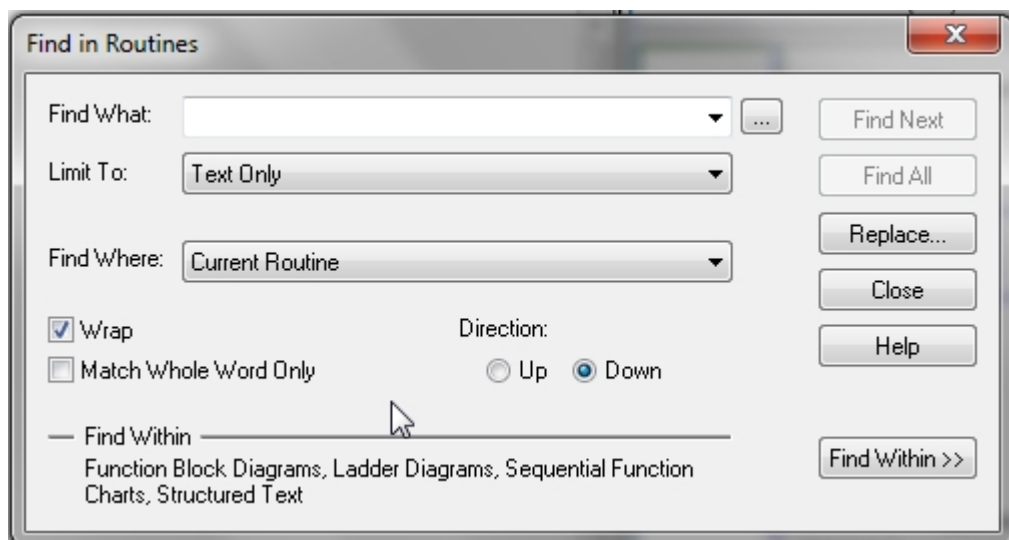 Find in Routines
Find What:
...
Find Next
Limit To:
Text Only
Find All
Replace...
Find Where:
Current Routine
Close
Wrap
Direction:
Help
Match Whole Word Only
Up
Down
Find Within
Function Block Diagrams, Ladder Diagrams, Sequential Function
Charts, Structured Text
Find Within >>